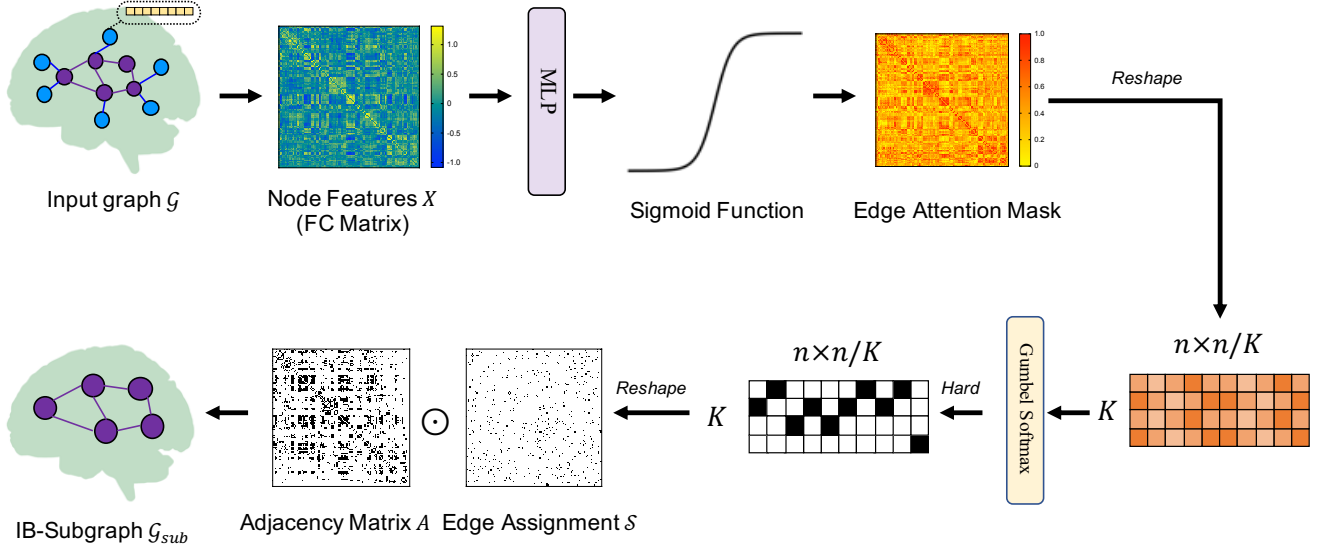 Input graph 𝒢
1.0
0.5
0
-0.5
-1.0
Node Features X
(FC Matrix)
MLP
Sigmoid Function
1.0
0.8
0.6
0.4
0.2
0
Edge Attention Mask
Reshape
n×n/K
K
Gumbel Softmax
Hard
n×n/K
K
Reshape
Edge Assignment 𝒮
⊙
Adjacency Matrix A
IB-Subgraph 𝒢sub